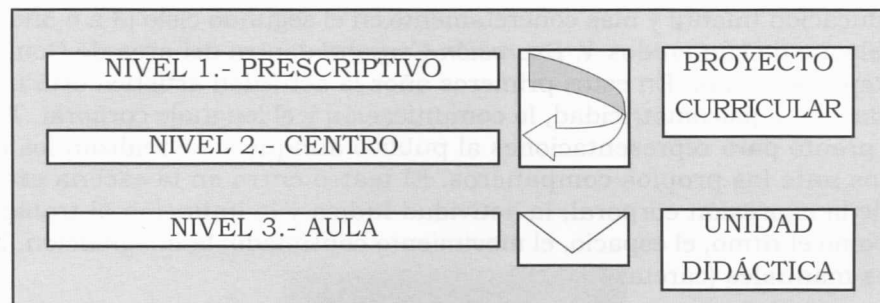 NIVEL 1.- PRESCRIPTIVO
PROYECTO
CURRICULAR
NIVEL 2.- CENTRO
NIVEL 3.- AULA
UNIDAD
DIDÁCTICA